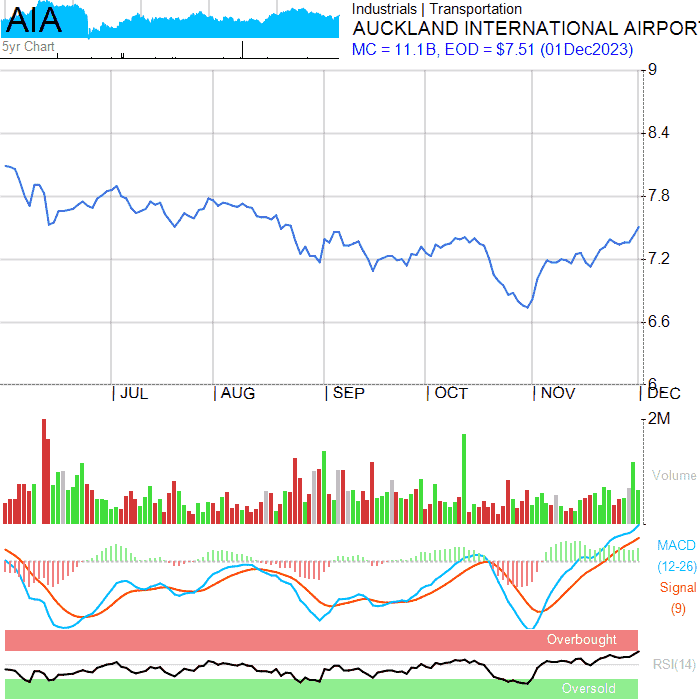 AIA
5yr Chart
Industrials | Transportation
AUCKLAND INTERNATIONAL AIRPOR
MC = 11.1B, EOD = $7.51 (01Dec2023)
9
8.4
7.8
7.2
6.6
6
JUL AUG SEP OCT NOV DEC
2M
Volume
MACD
(12-26)
Signal
(9)
Overbought
RSI(14)
Oversold